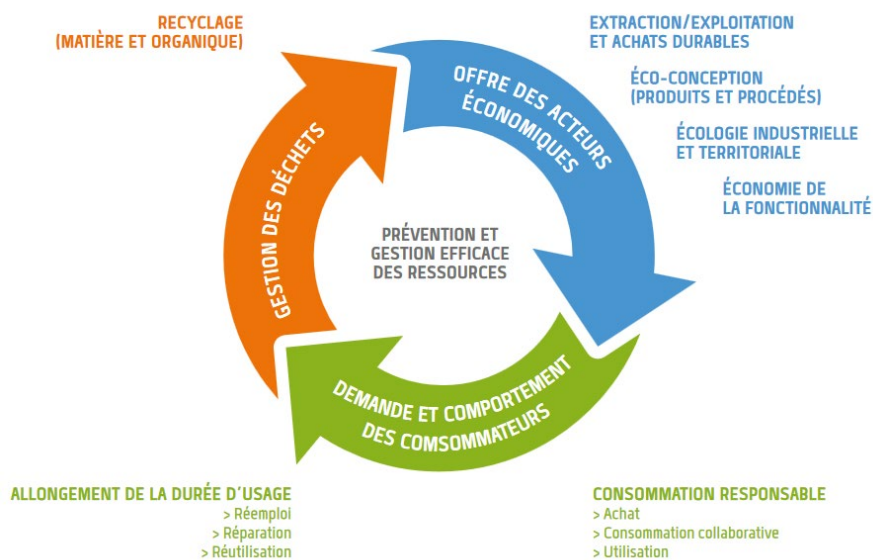 RECYCLAGE
(MATIÈRE ET ORGANIQUE)
EXTRACTION/EXPLOITATION
ET ACHATS DURABLES
ÉCO-CONCEPTION
(PRODUITS ET PROCÉDÉS)
ÉCOLOGIE INDUSTRIELLE
ET TERRITORIALE
ÉCONOMIE DE
LA FONCTIONNALITÉ
OFFRE DES ACTEURS
ÉCONOMIQUES
GESTION DES DÉCHETS
PRÉVENTION ET
GESTION EFFICACE
DES RESSOURCES
DEMANDE ET COMPORTEMENT
DES COMSOMMATEURS
ALLONGEMENT DE LA DURÉE D'USAGE
> Réemploi
> Réparation
> Réutilisation
CONSOMMATION RESPONSABLE
> Achat
> Consommation collaborative
> Utilisation